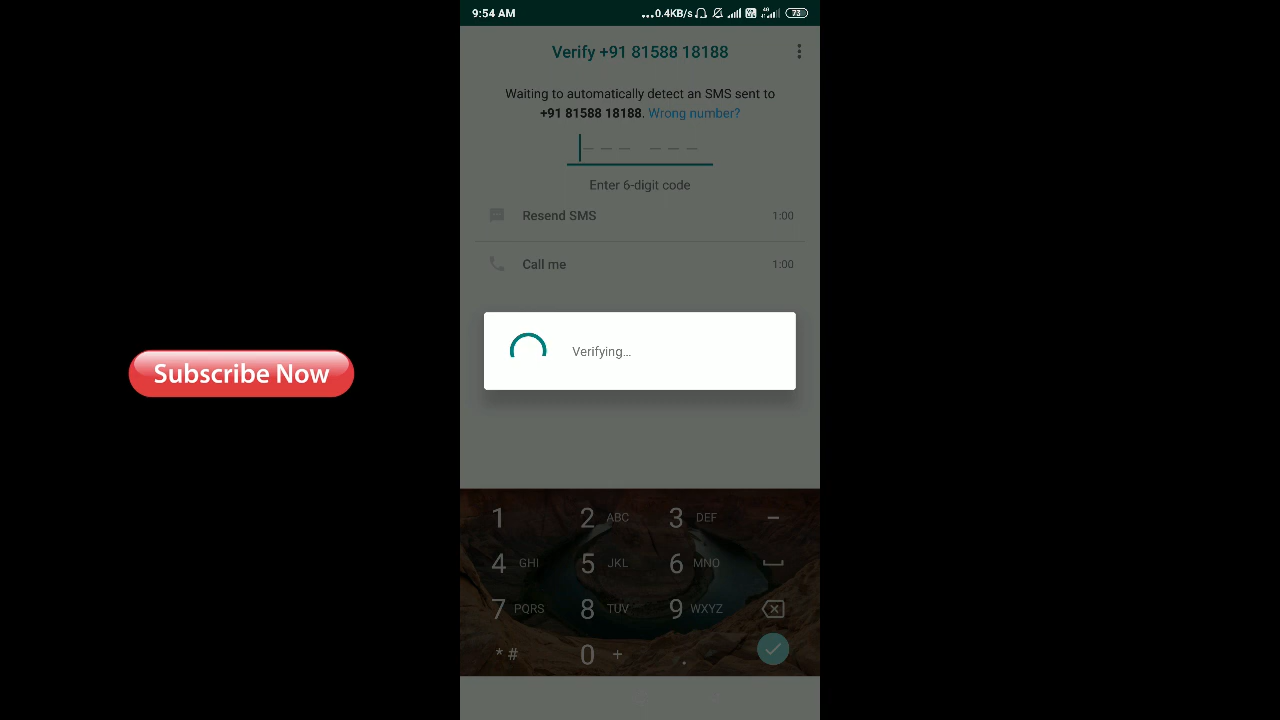 9:54 AM
...0.4KB/s
73
Verify +91 81588 18188
Waiting to automatically detect an SMS sent to
+91 81588 18188. Wrong number?
Enter 6-digit code
Resend SMS 1:00
Call me 1:00
Verifying...
Subscribe Now
1 2 ABC 3 DEF –
4 GHI 5 JKL 6 MNO
7 PQRS 8 TUV 9 WXYZ
* # 0 + .